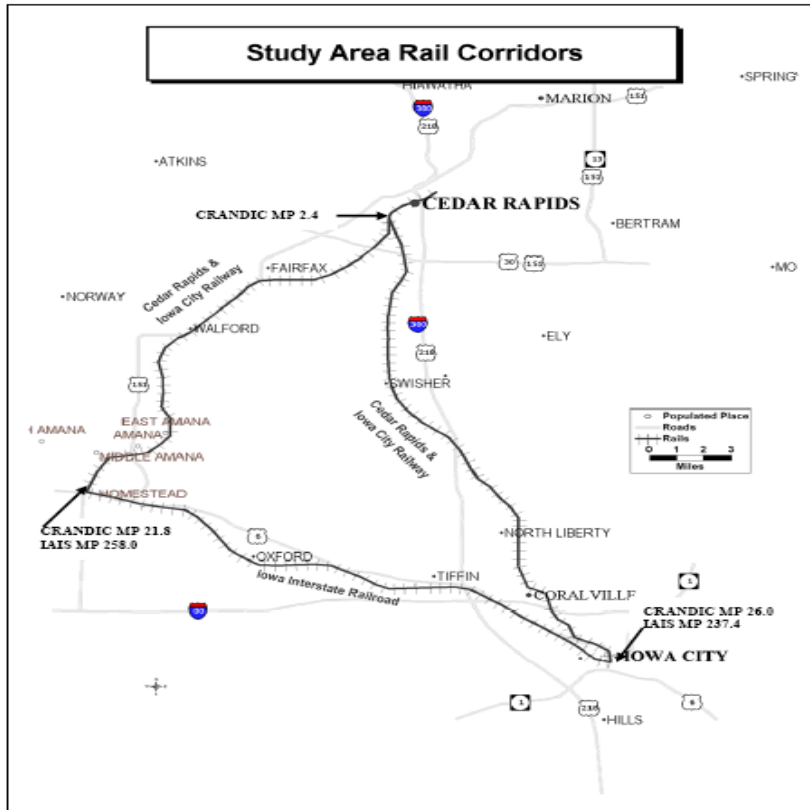 Study Area Rail Corridors
HIAWATHA
SPRING
MARION
151
380
218
13
151
ATKINS
CRANDIC MP 2.4
CEDAR RAPIDS
BERTRAM
FAIRFAX
30
151
MO
Cedar Rapids &
Iowa City Railway
NORWAY
WALFORD
380
218
ELY
151
SWISHER
Cedar Rapids &
Iowa City Railway
Populated Place
Roads
Rails
0 1 2 3
Miles
EAST AMANA
H AMANA
AMANA
MIDDLE AMANA
HOMESTEAD
CRANDIC MP 21.8
IAIS MP 258.0
6
NORTH LIBERTY
OXFORD
Iowa Interstate Railroad
TIFFIN
CORALVILLE
1
80
CRANDIC MP 26.0
IAIS MP 237.4
IOWA CITY
1
218
6
HILLS